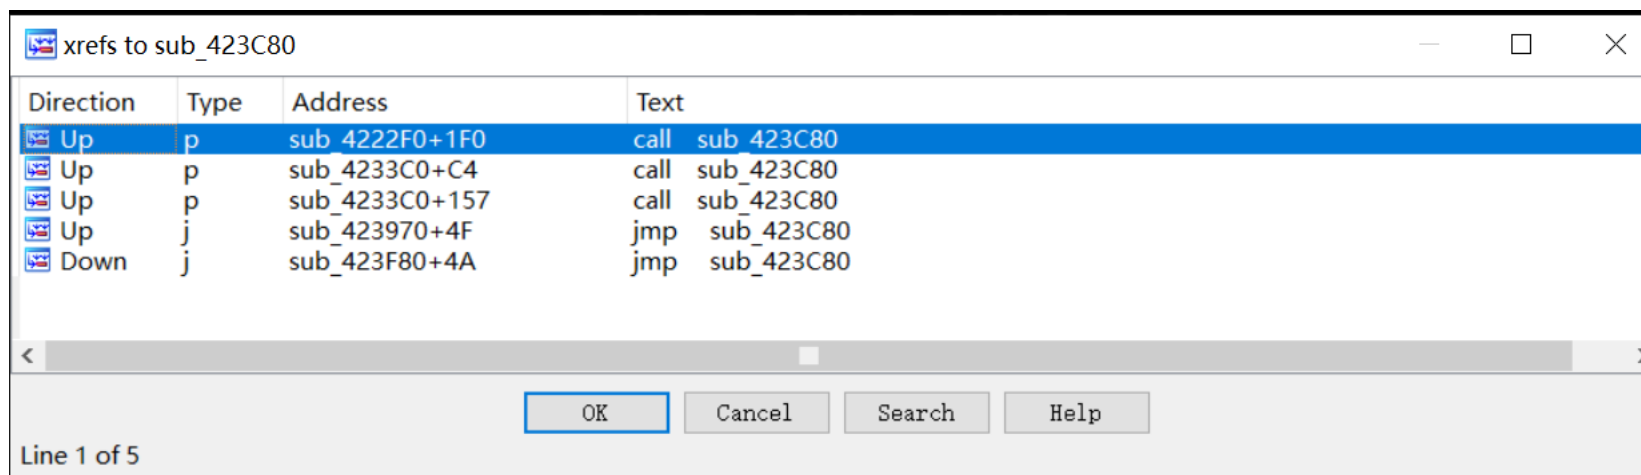 xrefs to sub_423C80
Direction Type Address Text
Up p sub_4222F0+1F0 call sub_423C80
Up p sub_4233C0+C4 call sub_423C80
Up p sub_4233C0+157 call sub_423C80
Up j sub_423970+4F jmp sub_423C80
Down j sub_423F80+4A jmp sub_423C80
OK Cancel Search Help
Line 1 of 5